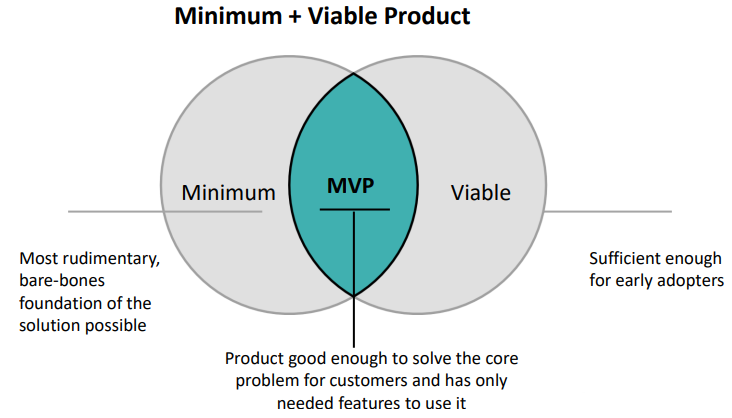 Minimum + Viable Product
Minimum
MVP
Viable
Most rudimentary,
bare-bones
foundation of the
solution possible
Sufficient enough
for early adopters
Product good enough to solve the core
problem for customers and has only
needed features to use it